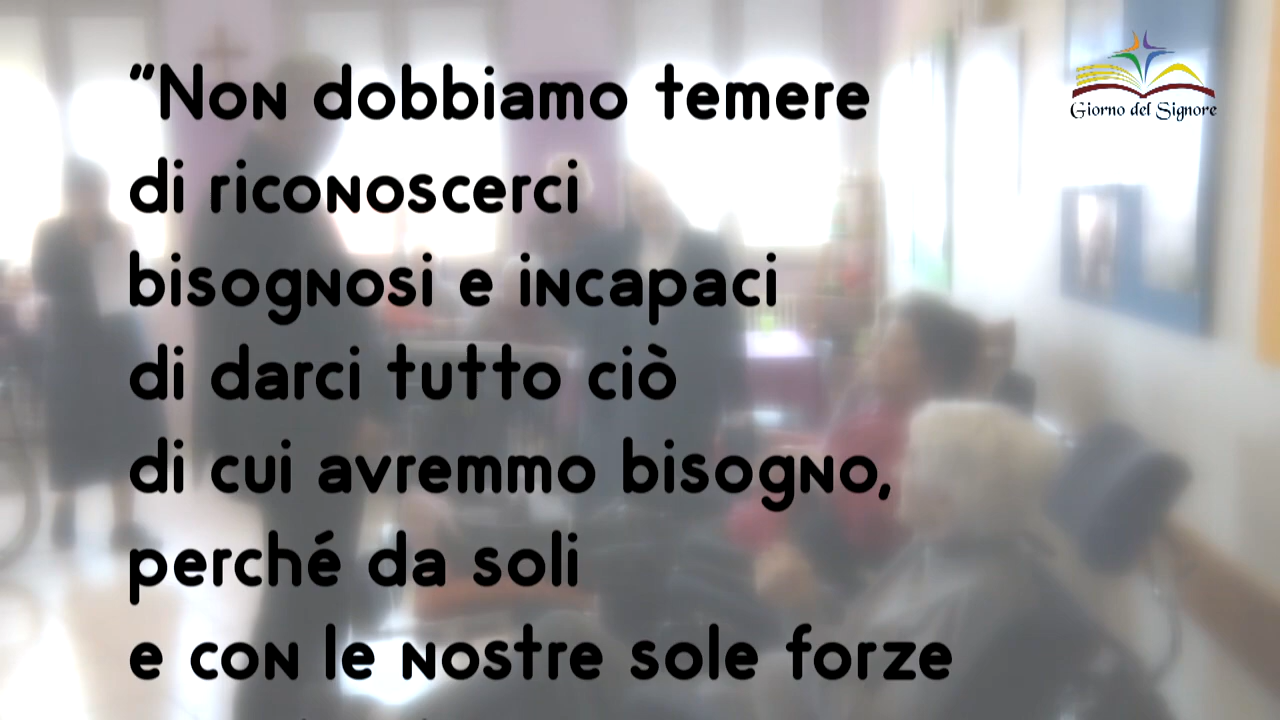 “Non dobbiamo temere
di riconoscerci
bisognosi e incapaci
di darci tutto ciò
di cui avremmo bisogno,
perché da soli
e con le nostre sole forze
Giorno del Signore